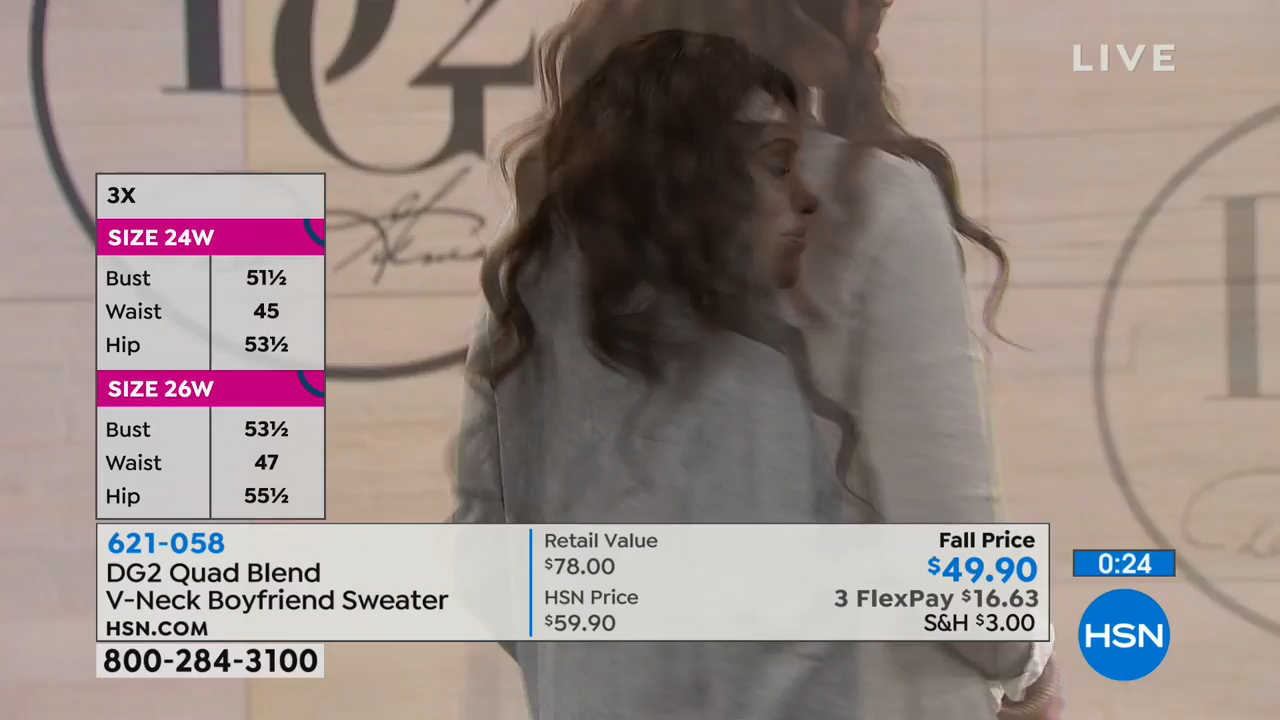 DG2
LIVE
3X
SIZE 24W
Bust 51½
Waist 45
Hip 53½
SIZE 26W
Bust 53½
Waist 47
Hip 55½
621-058
DG2 Quad Blend
V-Neck Boyfriend Sweater
HSN.COM
800-284-3100
Retail Value
$78.00
HSN Price
$59.90
Fall Price
$49.90
3 FlexPay $16.63
S&H $3.00
0:24
HSN